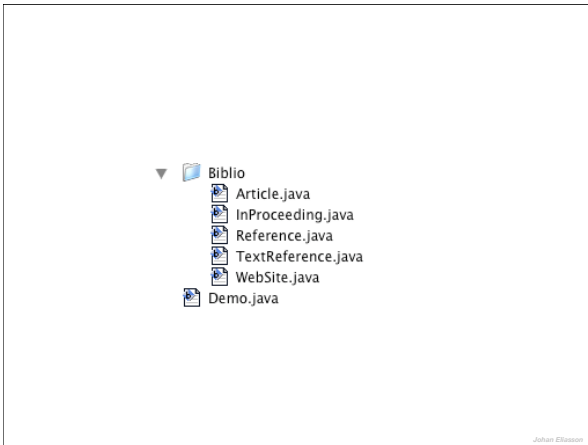 Biblio
Article.java
InProceeding.java
Reference.java
TextReference.java
WebSite.java
Demo.java
Johan Eliasson